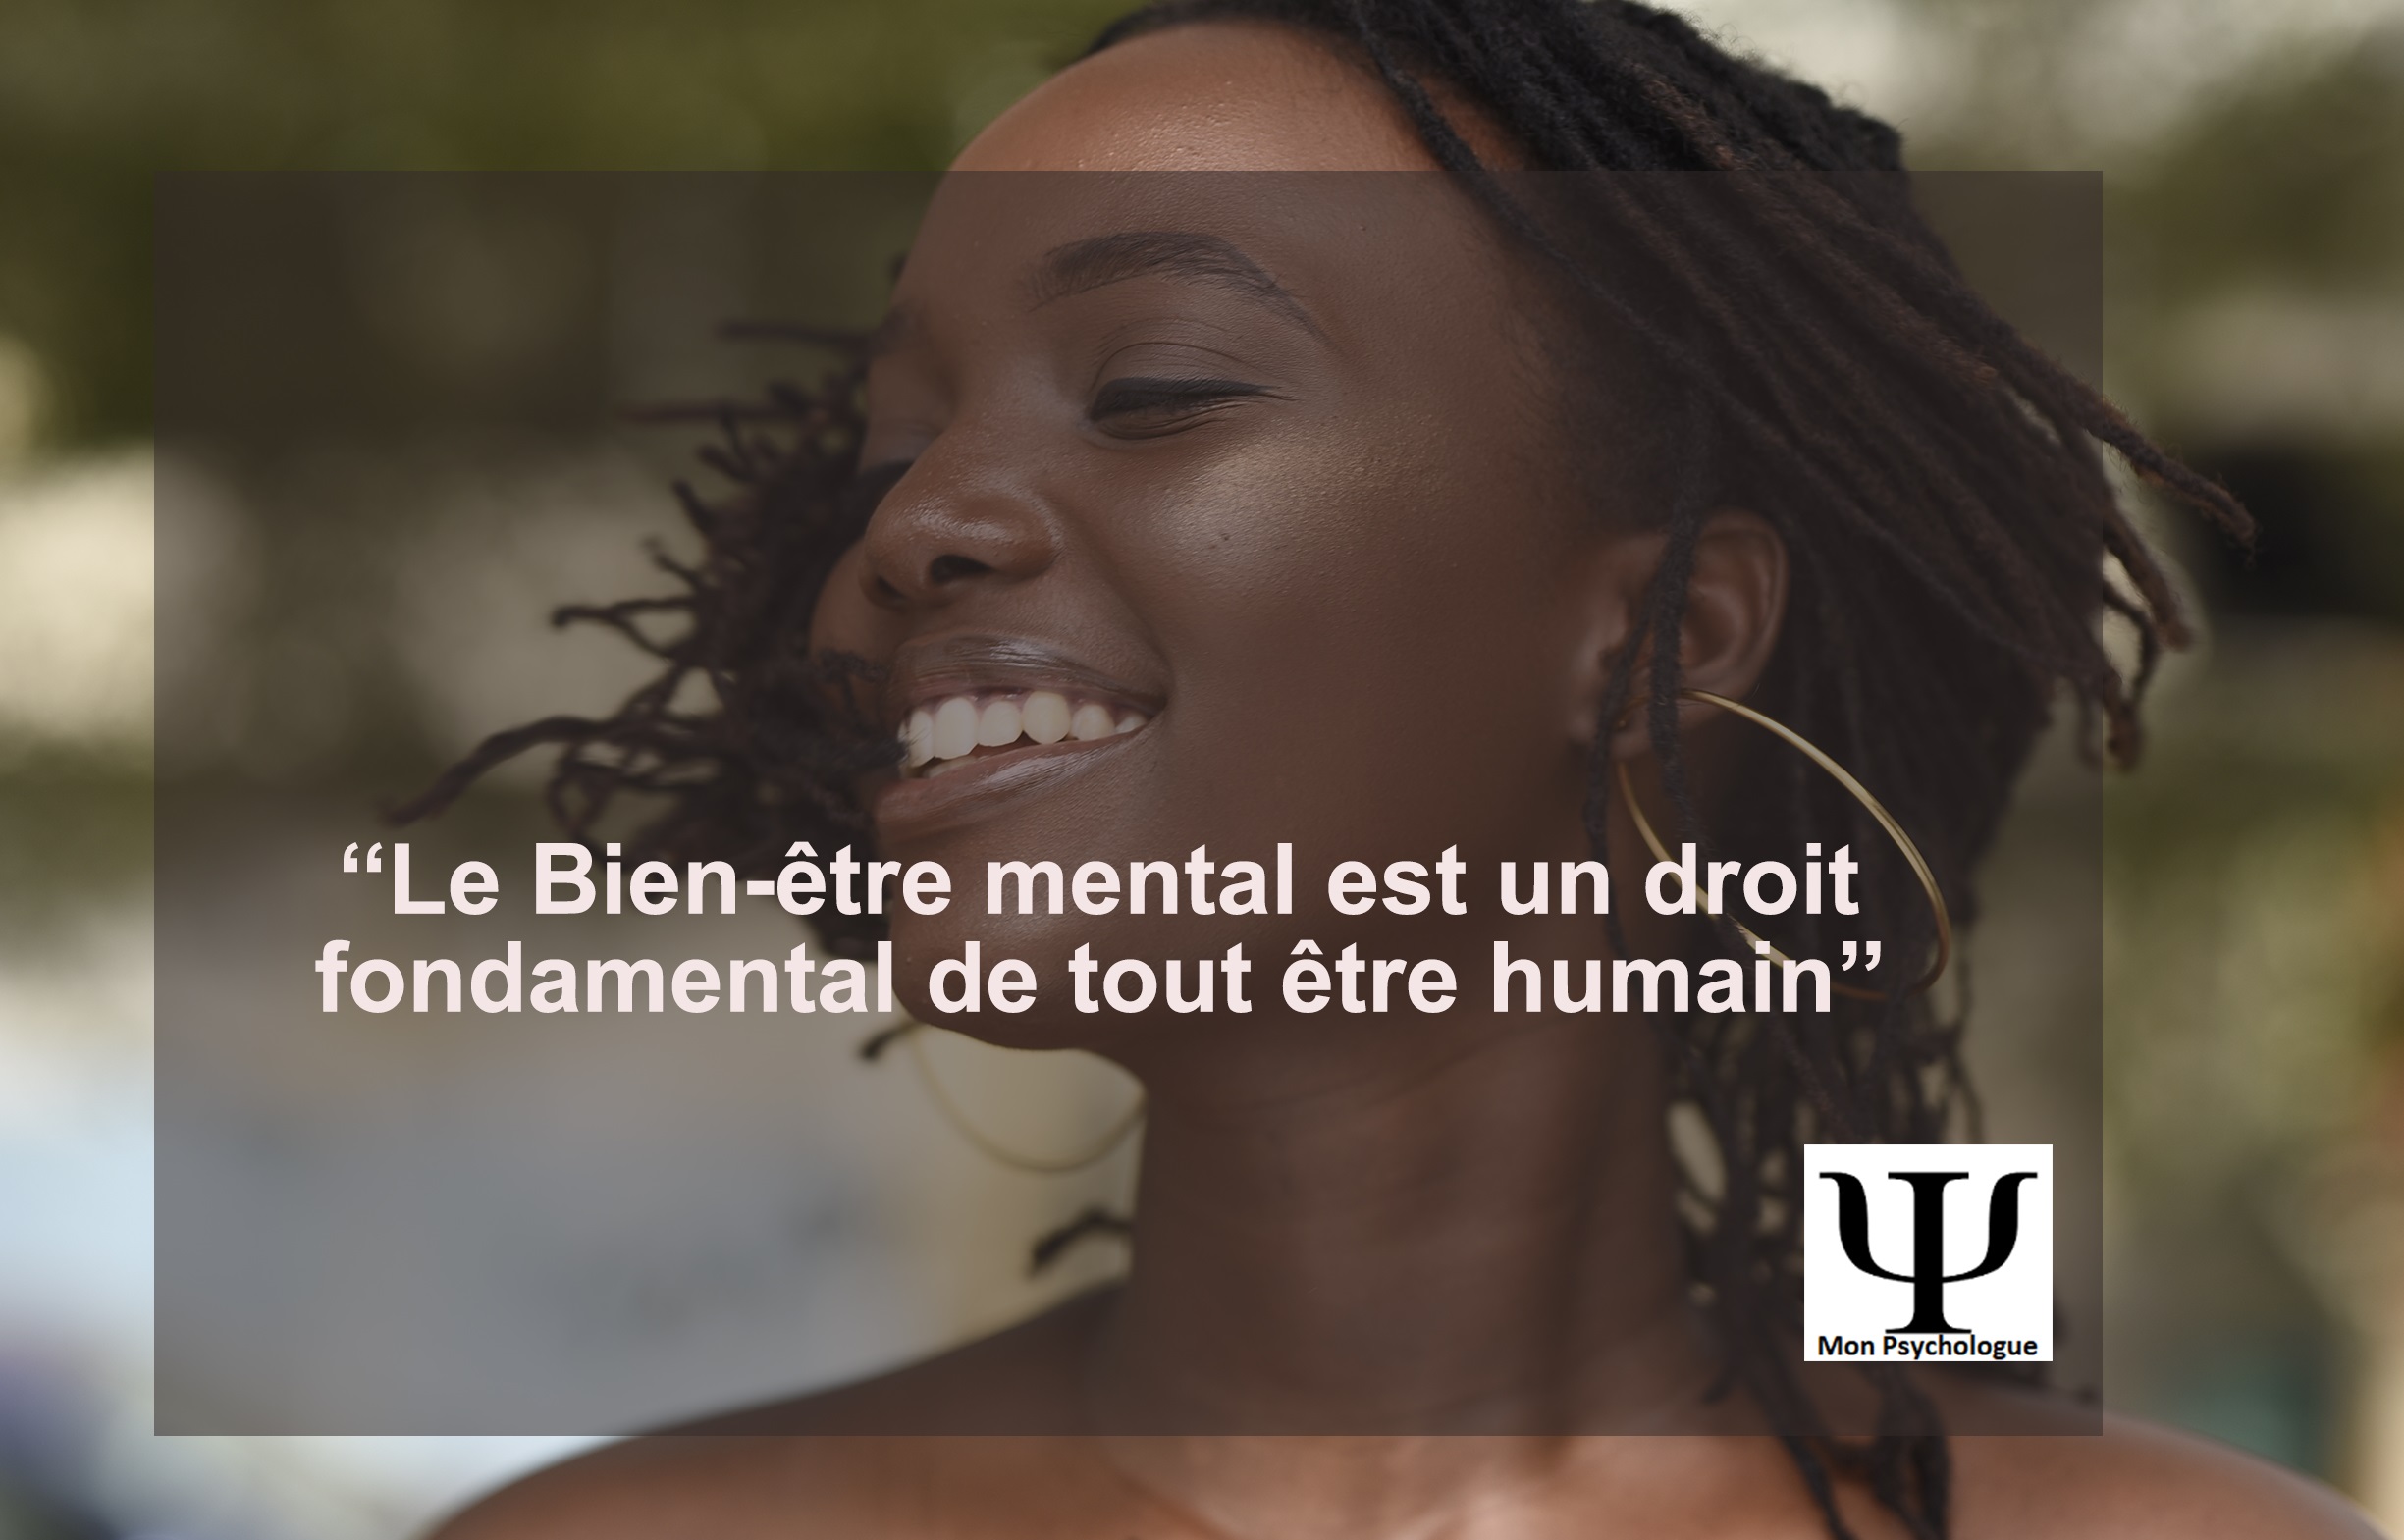 “Le Bien-être mental est un droit
fondamental de tout être humain”
Ψ
Mon Psychologue